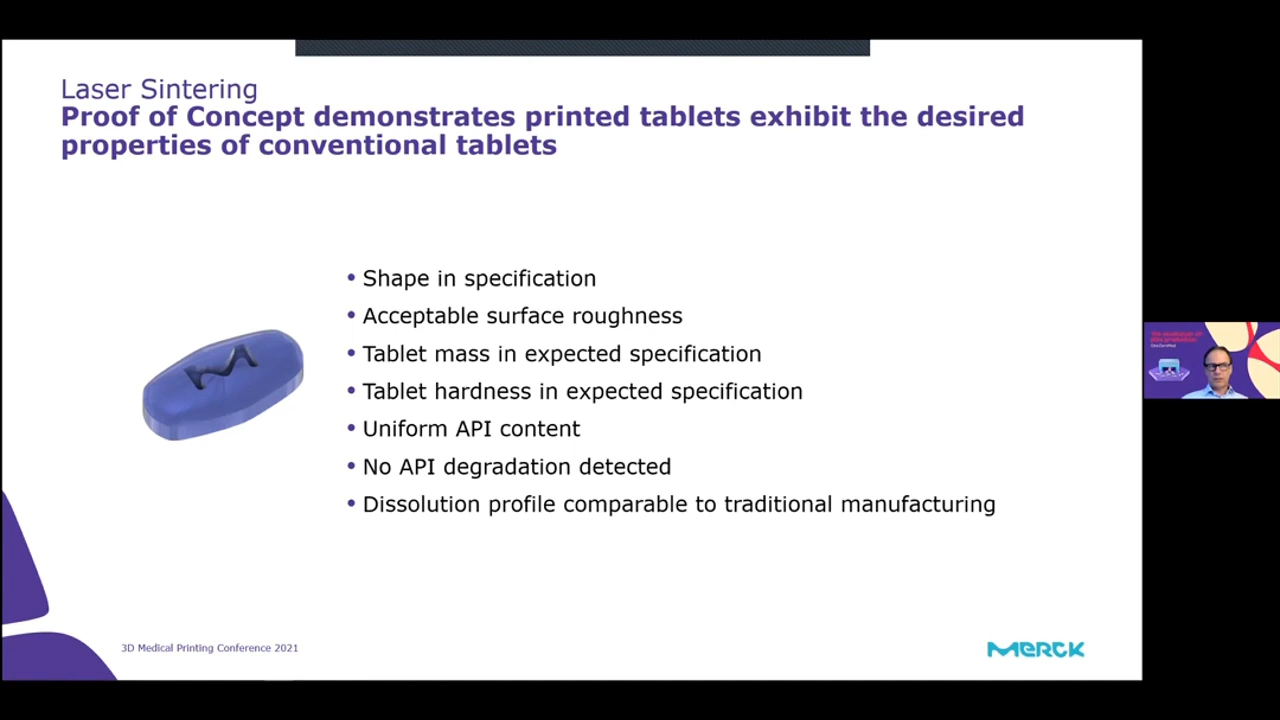 Laser Sintering
Proof of Concept demonstrates printed tablets exhibit the desired
properties of conventional tablets
• Shape in specification
• Acceptable surface roughness
• Tablet mass in expected specification
• Tablet hardness in expected specification
• Uniform API content
• No API degradation detected
• Dissolution profile comparable to traditional manufacturing
M
3D Medical Printing Conference 2021
MERCK